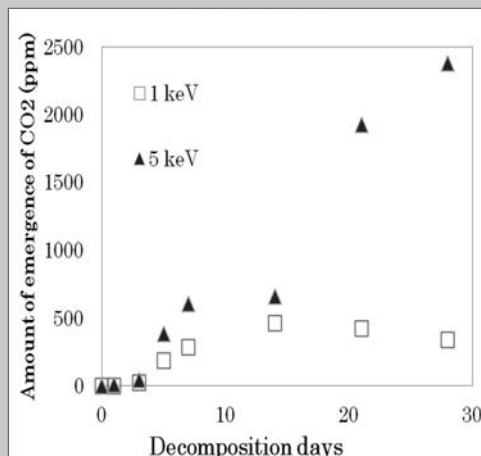 Amount of emergence of CO2 (ppm)
2500
2000
1500
1000
500
0
□ 1 keV
▲ 5 keV
0 10 20 30
Decomposition days